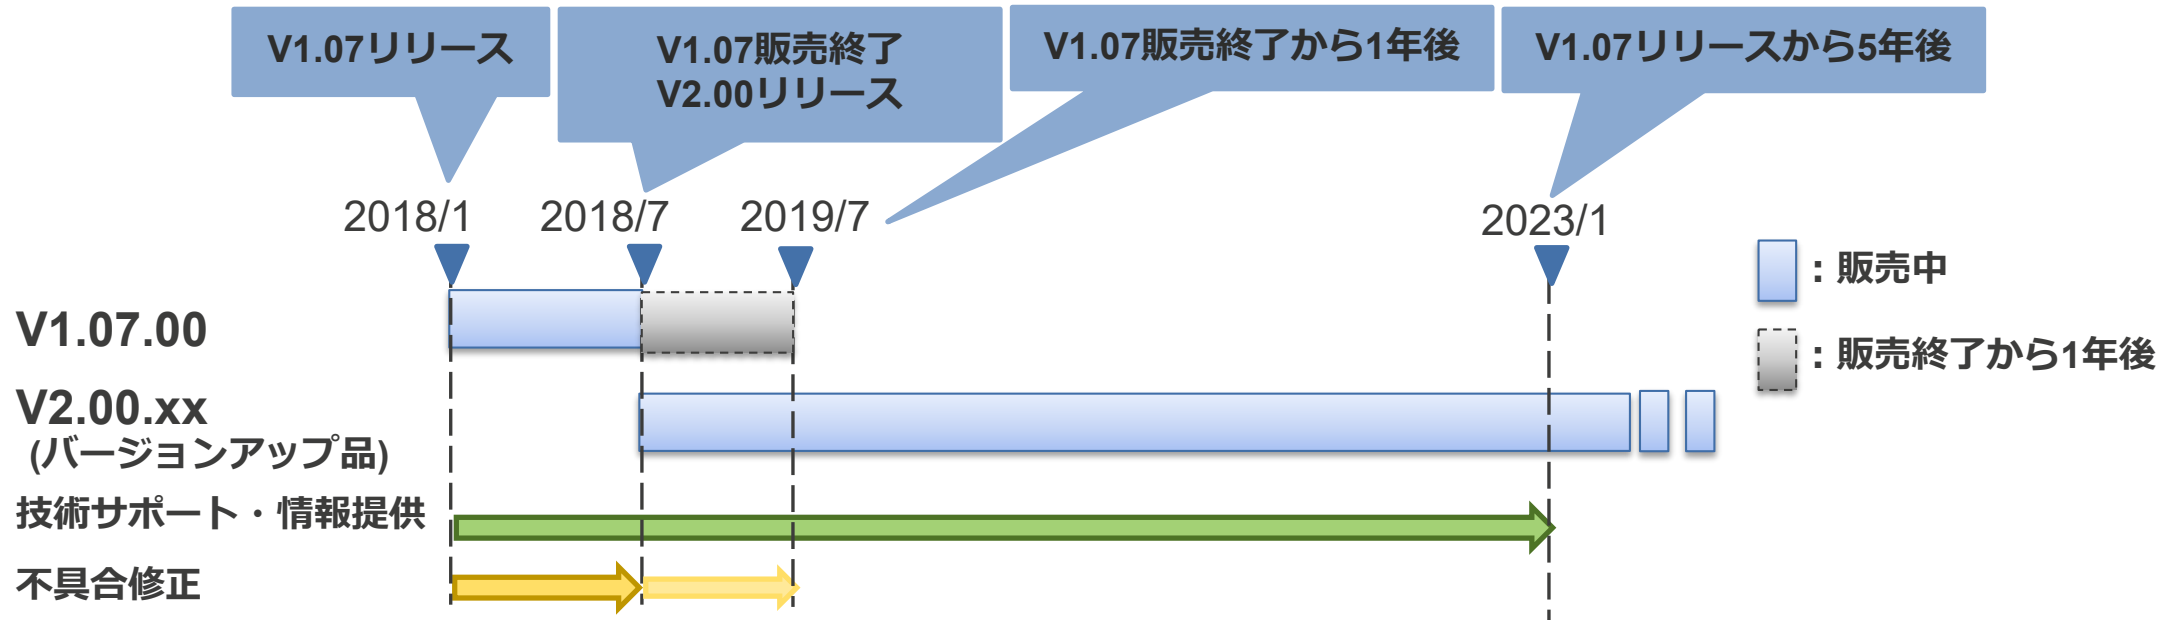 V1.07リリース
V1.07販売終了
V2.00リリース
V1.07販売終了から1年後
V1.07リリースから5年後
2018/1
2018/7
2019/7
2023/1
：販売中
：販売終了から1年後
V1.07.00
V2.00.xx
(バージョンアップ品)
技術サポート・情報提供
不具合修正